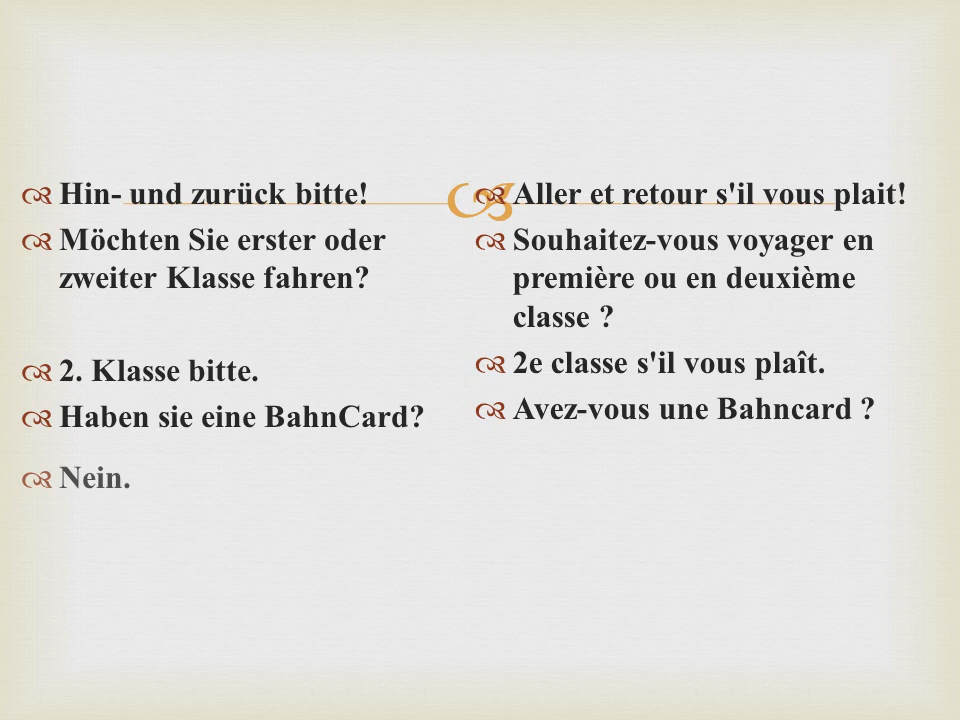 Hin- und zurück bitte!
Möchten Sie erster oder
zweiter Klasse fahren?
2. Klasse bitte.
Haben sie eine BahnCard?
Nein.
Aller et retour s'il vous plait!
Souhaitez-vous voyager en
première ou en deuxième
classe ?
2e classe s'il vous plaît.
Avez-vous une Bahncard ?